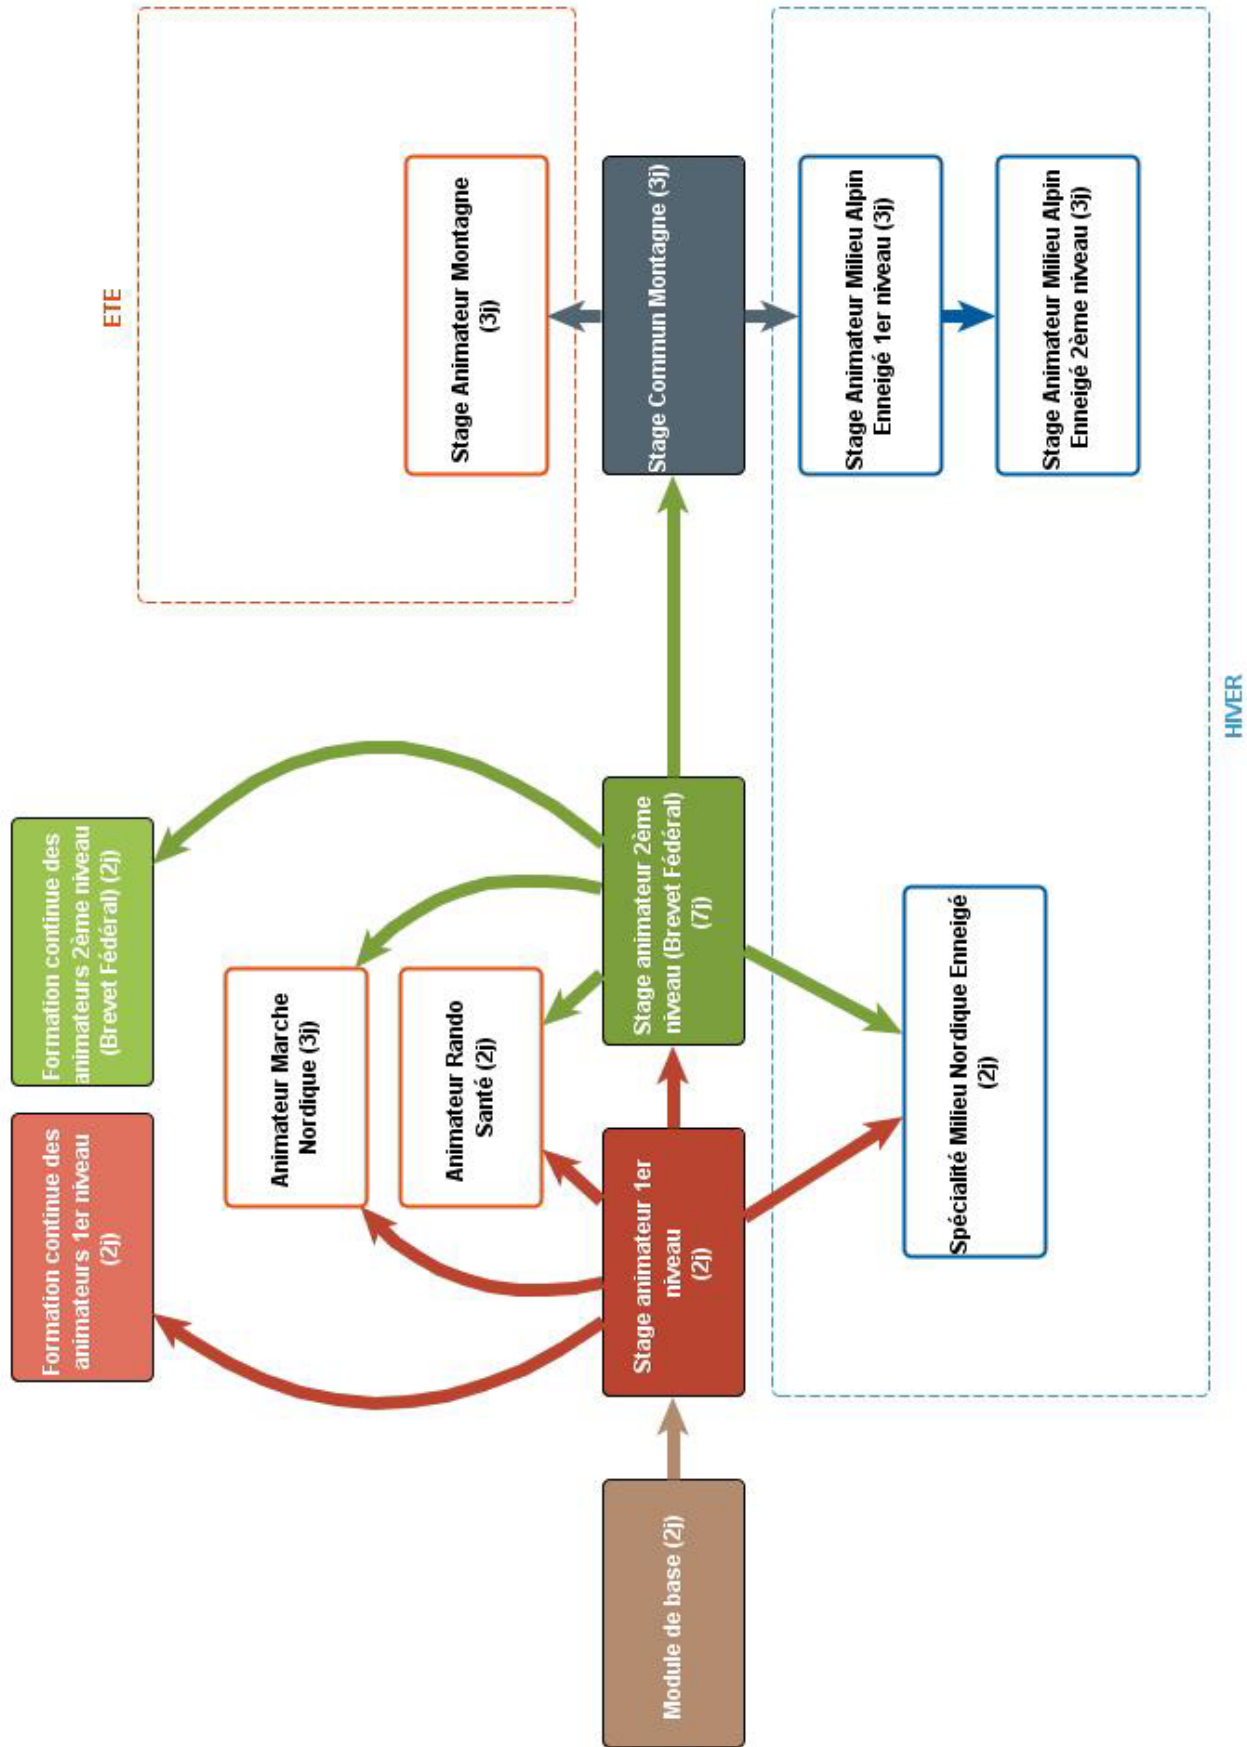 Formation continue des
animateurs 1er niveau
(2j)
Formation continue des
animateurs 2ème niveau
(Brevet Fédéral) (2j)
ETE
Animateur Marche
Nordique (3j)
Animateur Rando
Santé (2j)
Stage Animateur Montagne
(3j)
Module de base (2j)
Stage animateur 1er
niveau
(2j)
Stage animateur 2ème
niveau (Brevet Fédéral)
(7j)
Stage Commun Montagne (3j)
Spécialité Milieu Nordique Enneigé
(2j)
Stage Animateur Milieu Alpin
Enneigé 1er niveau (3j)
Stage Animateur Milieu Alpin
Enneigé 2ème niveau (3j)
HIVER